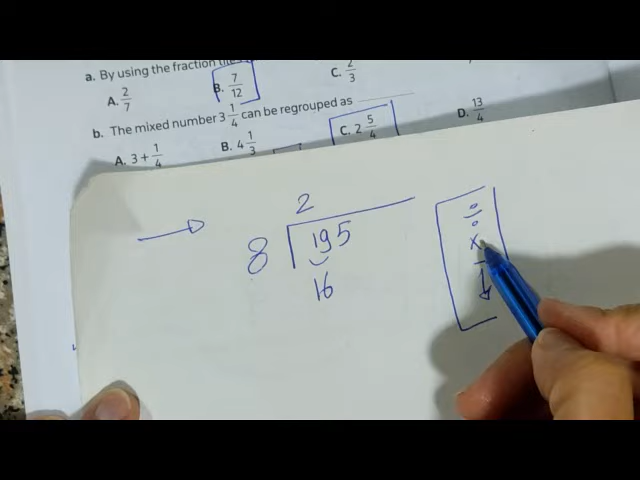 a. By using the fraction
A. 2/7 B. 7/12 C. 2/3
b. The mixed number 3 1/4 can be regrouped as
A. 3 + 1/4 B. 4 1/3 C. 2 5/4 D. 13/4
2
8 195
16
÷
×
-
↓